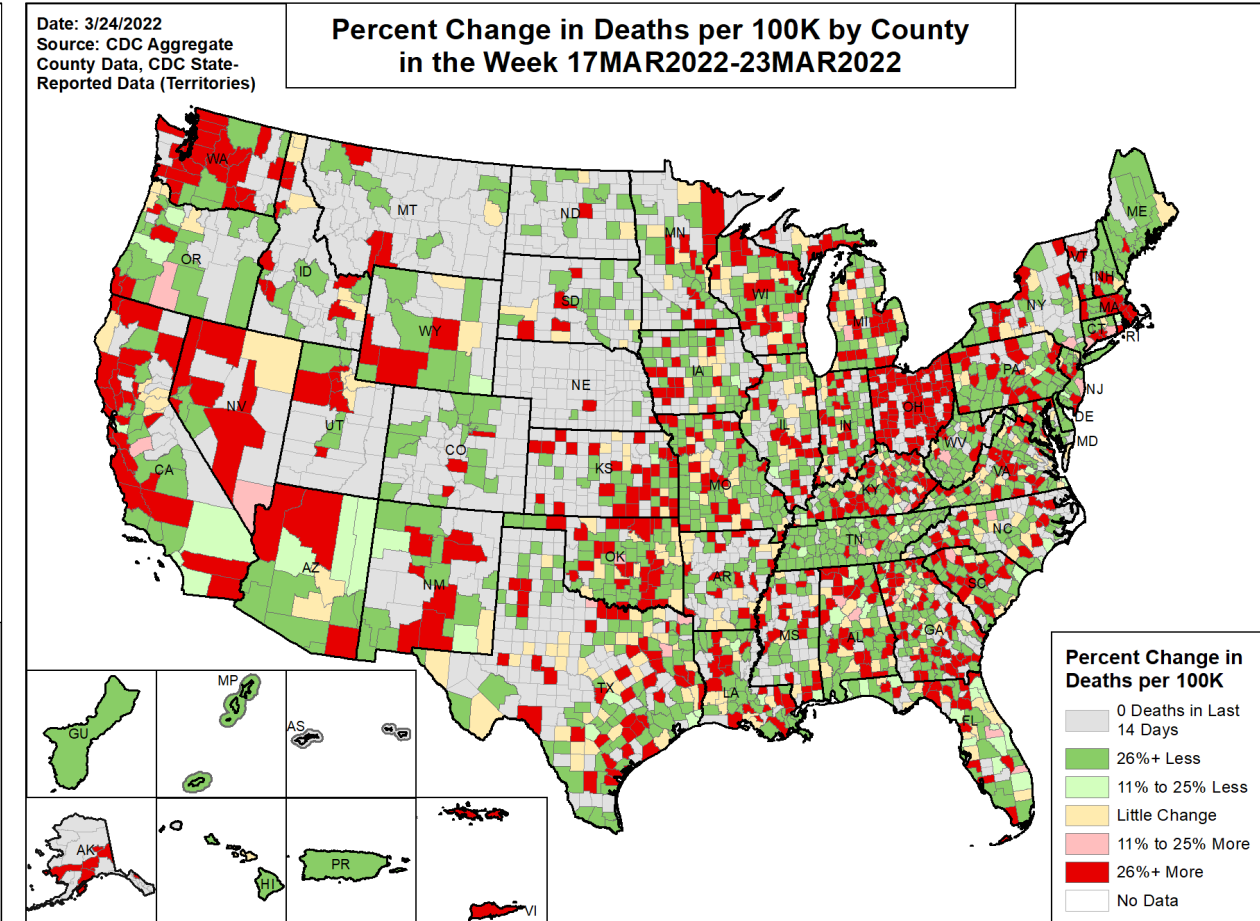 Date: 3/24/2022
Source: CDC Aggregate
County Data, CDC State-
Reported Data (Territories)
Percent Change in Deaths per 100K by County
in the Week 17MAR2022-23MAR2022
WA
MT
ND
MN
ME
OR
ID
SD
WI
MI
VT
NH
NY
MA
CT
RI
WY
IA
NE
PA
NJ
NV
UT
CO
IL
IN
OH
DE
MD
WV
CA
KS
MO
KY
VA
AZ
NM
OK
AR
TN
NC
SC
MS
AL
GA
TX
LA
FL
GU
MP
AS
AK
HI
PR
VI
Percent Change in
Deaths per 100K
0 Deaths in Last
14 Days
26%+ Less
11% to 25% Less
Little Change
11% to 25% More
26%+ More
No Data